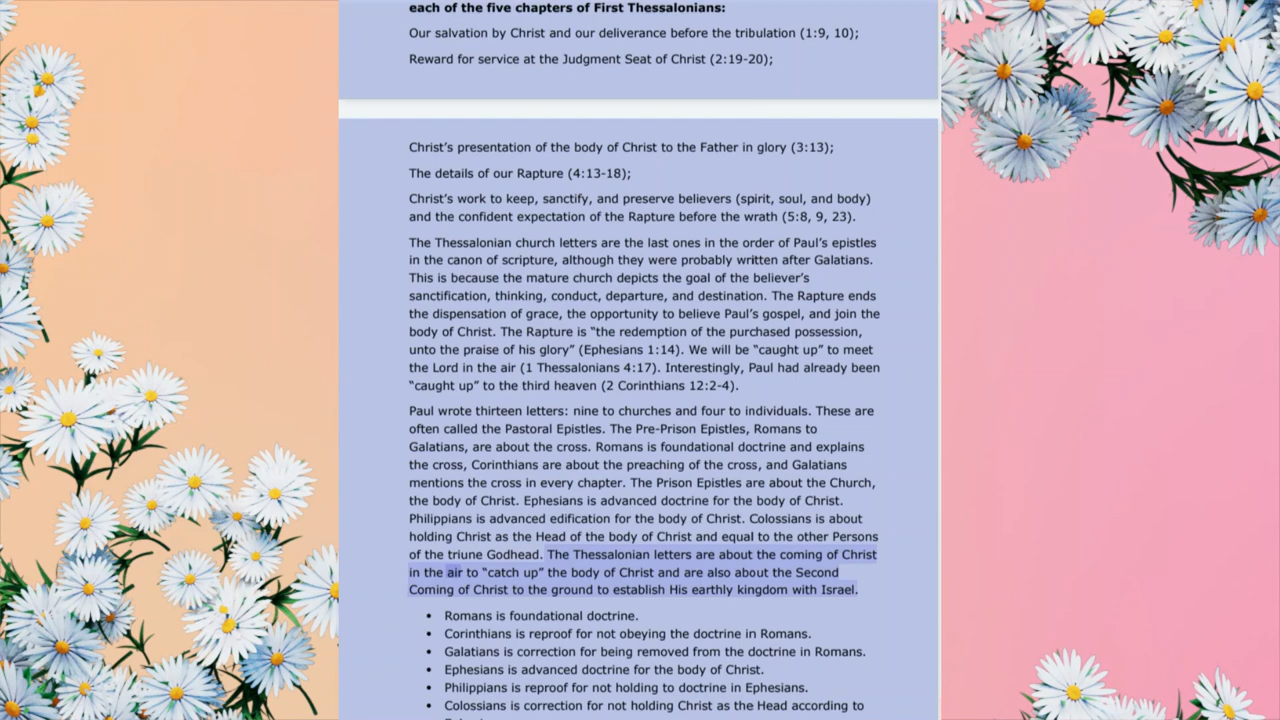 each of the five chapters of First Thessalonians:
Our salvation by Christ and our deliverance before the tribulation (1:9, 10);
Reward for service at the Judgment Seat of Christ (2:19-20);
Christ’s presentation of the body of Christ to the Father in glory (3:13);
The details of our Rapture (4:13-18);
Christ’s work to keep, sanctify, and preserve believers (spirit, soul, and body)
and the confident expectation of the Rapture before the wrath (5:8, 9, 23).
The Thessalonian church letters are the last ones in the order of Paul’s epistles
in the canon of scripture, although they were probably written after Galatians.
This is because the mature church depicts the goal of the believer’s
sanctification, thinking, conduct, departure, and destination. The Rapture ends
the dispensation of grace, the opportunity to believe Paul’s gospel, and join the
body of Christ. The Rapture is “the redemption of the purchased possession,
unto the praise of his glory” (Ephesians 1:14). We will be “caught up” to meet
the Lord in the air (1 Thessalonians 4:17). Interestingly, Paul had already been
“caught up” to the third heaven (2 Corinthians 12:2-4).
Paul wrote thirteen letters: nine to churches and four to individuals. These are
often called the Pastoral Epistles. The Pre-Prison Epistles, Romans to
Galatians, are about the cross. Romans is foundational doctrine and explains
the cross, Corinthians are about the preaching of the cross, and Galatians
mentions the cross in every chapter. The Prison Epistles are about the Church,
the body of Christ. Ephesians is advanced doctrine for the body of Christ.
Philippians is advanced edification for the body of Christ. Colossians is about
holding Christ as the Head of the body of Christ and equal to the other Persons
of the triune Godhead. The Thessalonian letters are about the coming of Christ
in the air to “catch up” the body of Christ and are also about the Second
Coming of Christ to the ground to establish His earthly kingdom with Israel.
• Romans is foundational doctrine.
• Corinthians is reproof for not obeying the doctrine in Romans.
• Galatians is correction for being removed from the doctrine in Romans.
• Ephesians is advanced doctrine for the body of Christ.
• Philippians is reproof for not holding to doctrine in Ephesians.
• Colossians is correction for not holding Christ as the Head according to